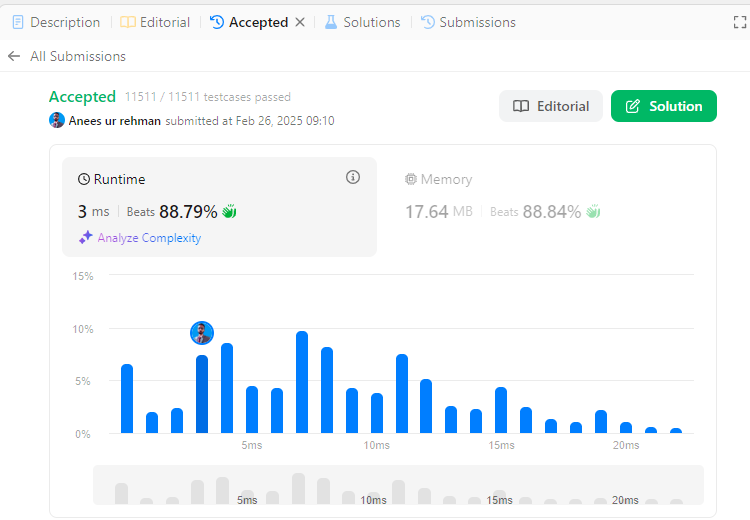 Description Editorial Accepted Solutions Submissions
All Submissions
Accepted 11511 / 11511 testcases passed
Anees ur rehman submitted at Feb 26, 2025 09:10
Editorial
Solution
Runtime
3 ms Beats 88.79%
Analyze Complexity
Memory
17.64 MB Beats 88.84%
15%
10%
5%
0%
5ms 10ms 15ms 20ms
5ms 10ms 15ms 20ms